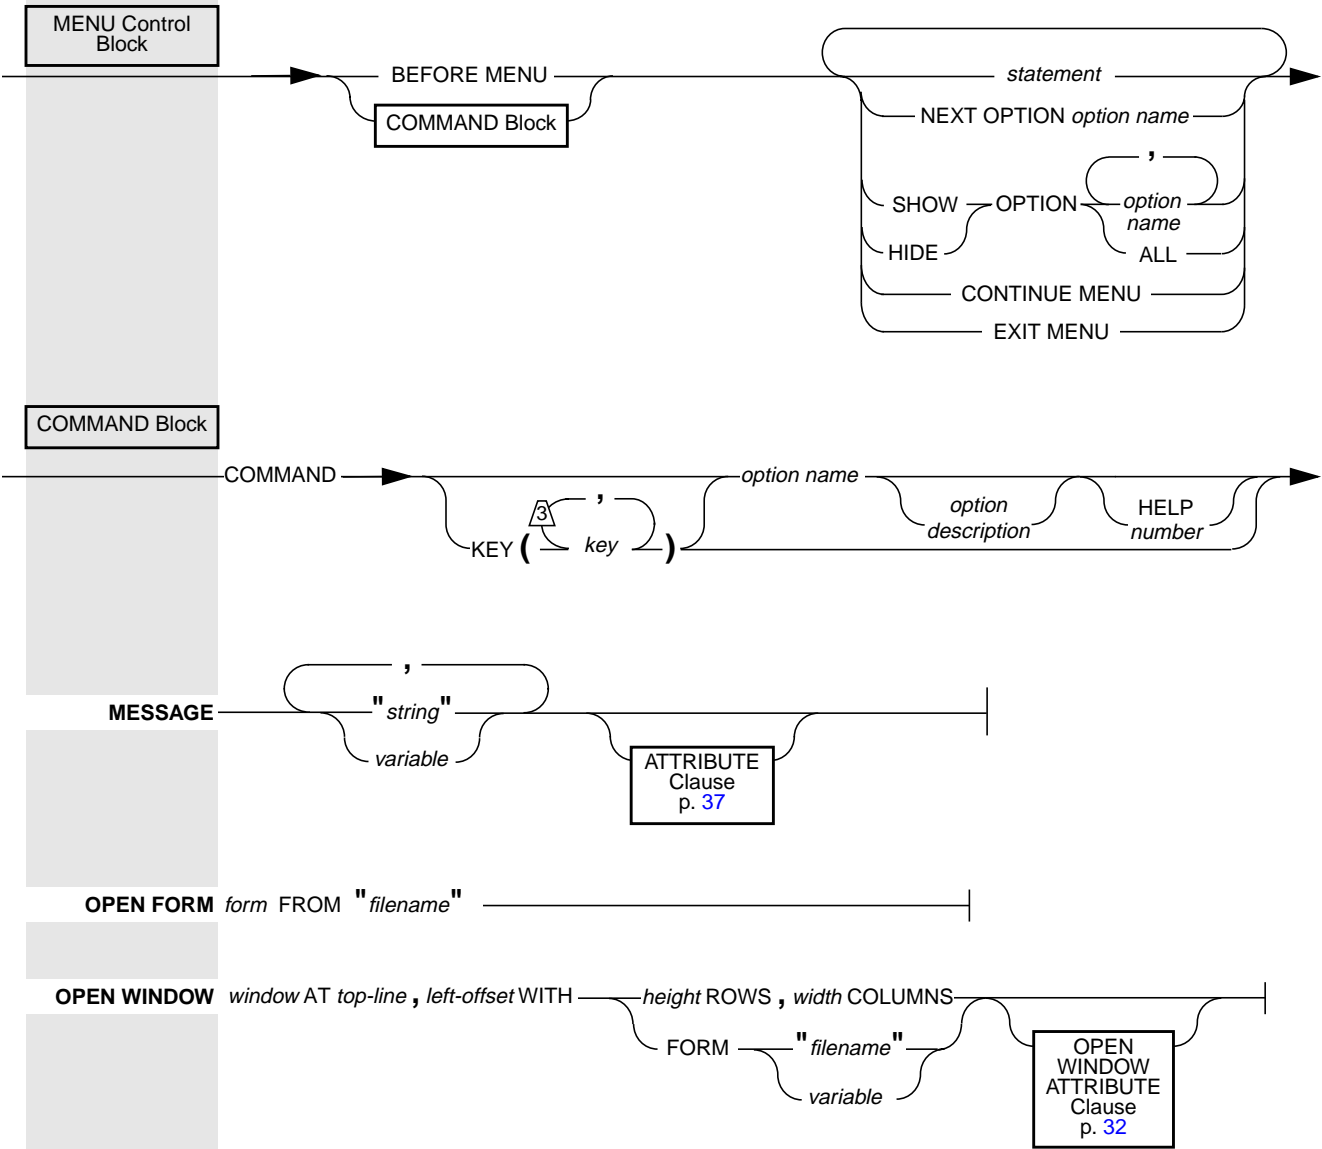 MENU Control
Block
BEFORE MENU
COMMAND Block
statement
NEXT OPTION option name
,
SHOW OPTION option
name
HIDE ALL
CONTINUE MENU
EXIT MENU
COMMAND Block
COMMAND option name
option
description
HELP
number
3 ,
KEY ( key )
,
MESSAGE "string"
variable
ATTRIBUTE
Clause
p. 37
OPEN FORM form FROM "filename"
OPEN WINDOW window AT top-line , left-offset WITH height ROWS , width COLUMNS
FORM "filename"
variable
OPEN
WINDOW
ATTRIBUTE
Clause
p. 32